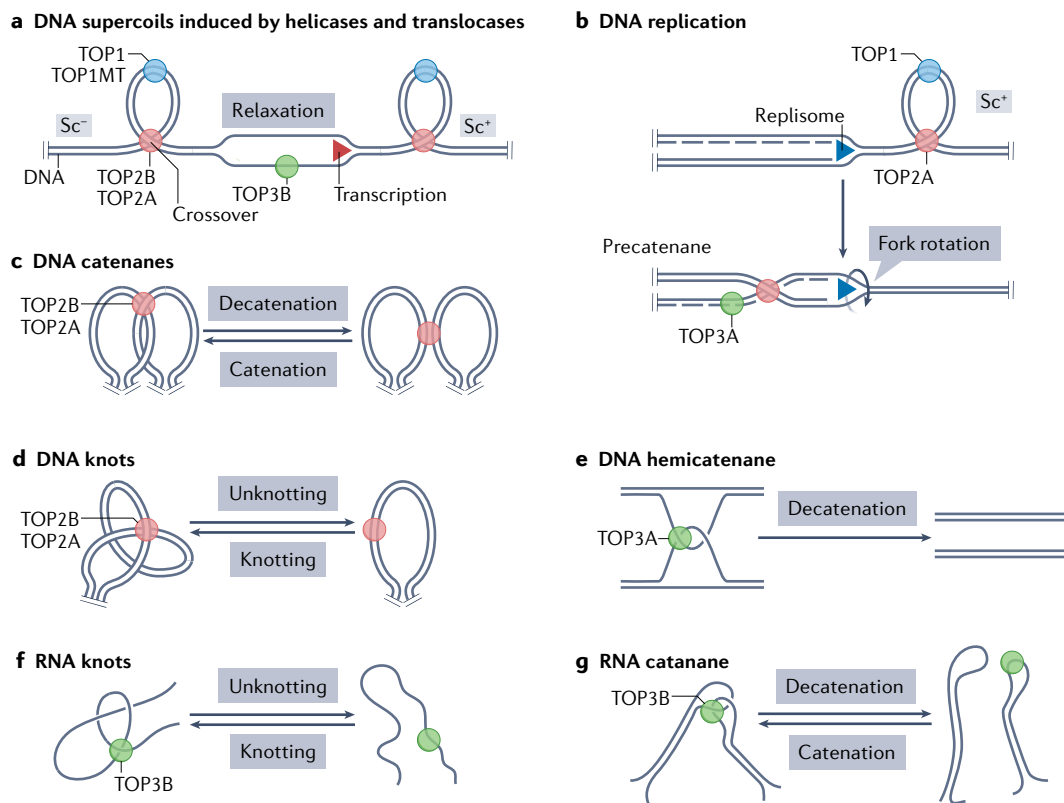 a DNA supercoils induced by helicases and translocases
TOP1
TOP1MT
Sc⁻
Relaxation
Sc⁺
DNA
TOP2B
TOP2A
Crossover
TOP3B
Transcription
b DNA replication
TOP1
Replisome
Sc⁺
TOP2A
Precatenane
Fork rotation
TOP3A
c DNA catenanes
TOP2B
TOP2A
Decatenation
Catenation
d DNA knots
TOP2B
TOP2A
Unknotting
Knotting
e DNA hemicatenane
TOP3A
Decatenation
f RNA knots
Unknotting
Knotting
TOP3B
g RNA catanane
TOP3B
Decatenation
Catenation